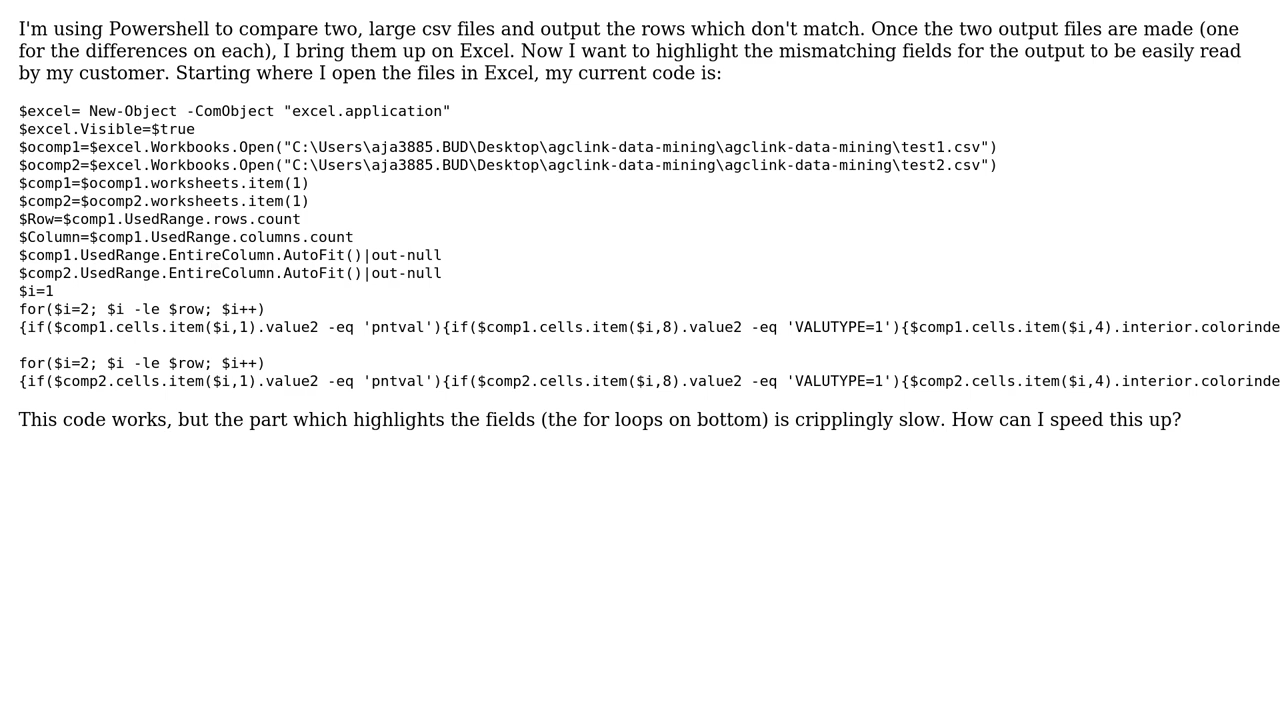 I'm using Powershell to compare two, large csv files and output the rows which don't match. Once the two output files are made (one
for the differences on each), I bring them up on Excel. Now I want to highlight the mismatching fields for the output to be easily read
by my customer. Starting where I open the files in Excel, my current code is:
$excel= New-Object -ComObject "excel.application"
$excel.Visible=$true
$ocomp1=$excel.Workbooks.Open("C:\Users\aja3885.BUD\Desktop\agclink-data-mining\agclink-data-mining\test1.csv")
$ocomp2=$excel.Workbooks.Open("C:\Users\aja3885.BUD\Desktop\agclink-data-mining\agclink-data-mining\test2.csv")
$comp1=$ocomp1.worksheets.item(1)
$comp2=$ocomp2.worksheets.item(1)
$Row=$comp1.UsedRange.rows.count
$Column=$comp1.UsedRange.columns.count
$comp1.UsedRange.EntireColumn.AutoFit()|out-null
$comp2.UsedRange.EntireColumn.AutoFit()|out-null
$i=1
for($i=2; $i -le $row; $i++)
{if($comp1.cells.item($i,1).value2 -eq 'pntval'){if($comp1.cells.item($i,8).value2 -eq 'VALUTYPE=1'){$comp1.cells.item($i,4).interior.colorinde
for($i=2; $i -le $row; $i++)
{if($comp2.cells.item($i,1).value2 -eq 'pntval'){if($comp2.cells.item($i,8).value2 -eq 'VALUTYPE=1'){$comp2.cells.item($i,4).interior.colorinde
This code works, but the part which highlights the fields (the for loops on bottom) is cripplingly slow. How can I speed this up?